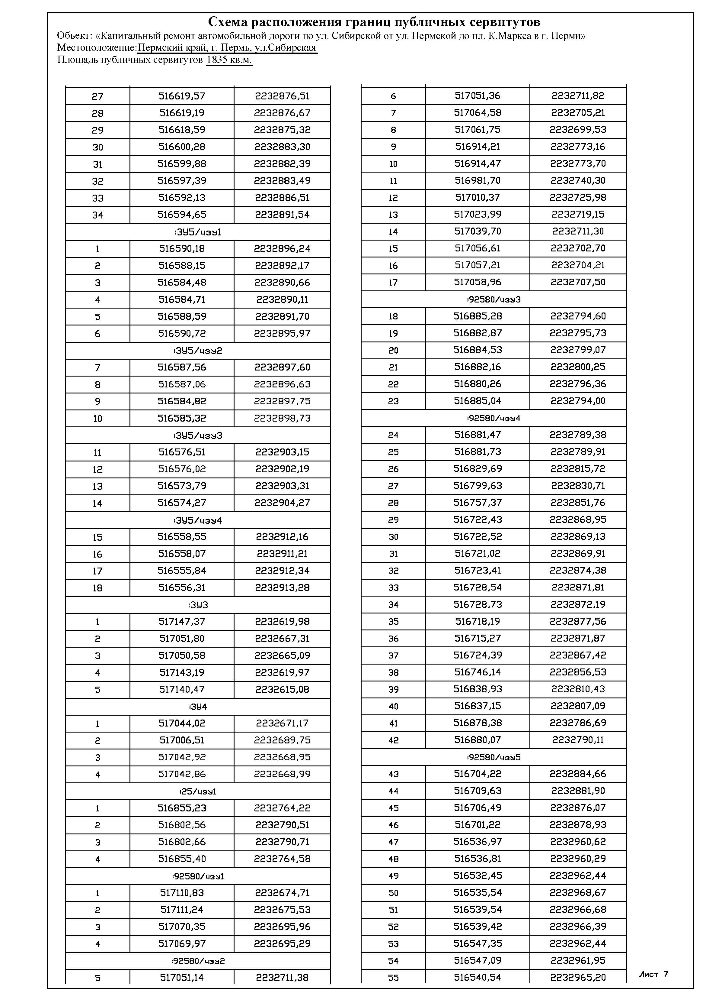 Схема расположения границ публичных сервитутов
Объект: «Капитальный ремонт автомобильной дороги по ул. Сибирской от ул. Пермской до пл. К.Маркса в г. Перми»
Местоположение:Пермский край, г. Пермь, ул.Сибирская
Площадь публичных сервитутов 1835 кв.м.
27 516619,57 2232876,51
28 516619,19 2232876,67
29 516618,59 2232875,32
30 516600,28 2232883,30
31 516599,88 2232882,39
32 516597,39 2232883,49
33 516592,13 2232886,51
34 516594,65 2232891,54
:ЗУ5/чзу1
1 516590,18 2232896,24
2 516588,15 2232892,17
3 516584,48 2232890,66
4 516584,71 2232890,11
5 516588,59 2232891,70
6 516590,72 2232895,97
:ЗУ5/чзу2
7 516587,56 2232897,60
8 516587,06 2232896,63
9 516584,82 2232897,75
10 516585,32 2232898,73
:ЗУ5/чзу3
11 516576,51 2232903,15
12 516576,02 2232902,19
13 516573,79 2232903,31
14 516574,27 2232904,27
:ЗУ5/чзу4
15 516558,55 2232912,16
16 516558,07 2232911,21
17 516555,84 2232912,34
18 516556,31 2232913,28
:ЗУ3
1 517147,37 2232619,98
2 517051,80 2232667,31
3 517050,58 2232665,09
4 517143,19 2232619,97
5 517140,47 2232615,08
:ЗУ4
1 517044,02 2232671,17
2 517006,51 2232689,75
3 517042,92 2232668,95
4 517042,86 2232668,99
:25/чзу1
1 516855,23 2232764,22
2 516802,56 2232790,51
3 516802,66 2232790,71
4 516855,40 2232764,58
:92580/чзу1
1 517110,83 2232674,71
2 517111,24 2232675,53
3 517070,35 2232695,96
4 517069,97 2232695,29
:92580/чзу2
5 517051,14 2232711,38
6 517051,36 2232711,82
7 517064,58 2232705,21
8 517061,75 2232699,53
9 516914,21 2232773,16
10 516914,47 2232773,70
11 516981,70 2232740,30
12 517010,37 2232725,98
13 517023,99 2232719,15
14 517039,70 2232711,30
15 517056,61 2232702,70
16 517057,21 2232704,21
17 517058,96 2232707,50
:92580/чзу3
18 516885,28 2232794,60
19 516882,87 2232795,73
20 516884,53 2232799,07
21 516882,16 2232800,25
22 516880,26 2232796,36
23 516885,04 2232794,00
:92580/чзу4
24 516881,47 2232789,38
25 516881,73 2232789,91
26 516829,69 2232815,72
27 516799,63 2232830,71
28 516757,37 2232851,76
29 516722,43 2232868,95
30 516722,52 2232869,13
31 516721,02 2232869,91
32 516723,41 2232874,38
33 516728,54 2232871,81
34 516728,73 2232872,19
35 516718,19 2232877,56
36 516715,27 2232871,87
37 516724,39 2232867,42
38 516746,14 2232856,53
39 516838,93 2232810,43
40 516837,15 2232807,09
41 516878,38 2232786,69
42 516880,07 2232790,11
:92580/чзу5
43 516704,22 2232884,66
44 516709,63 2232881,90
45 516706,49 2232876,07
46 516701,22 2232878,93
47 516536,97 2232960,62
48 516536,81 2232960,29
49 516532,45 2232962,44
50 516535,54 2232968,67
51 516539,54 2232966,68
52 516539,42 2232966,39
53 516547,35 2232962,44
54 516547,09 2232961,95
55 516540,54 2232965,20
Лист 7